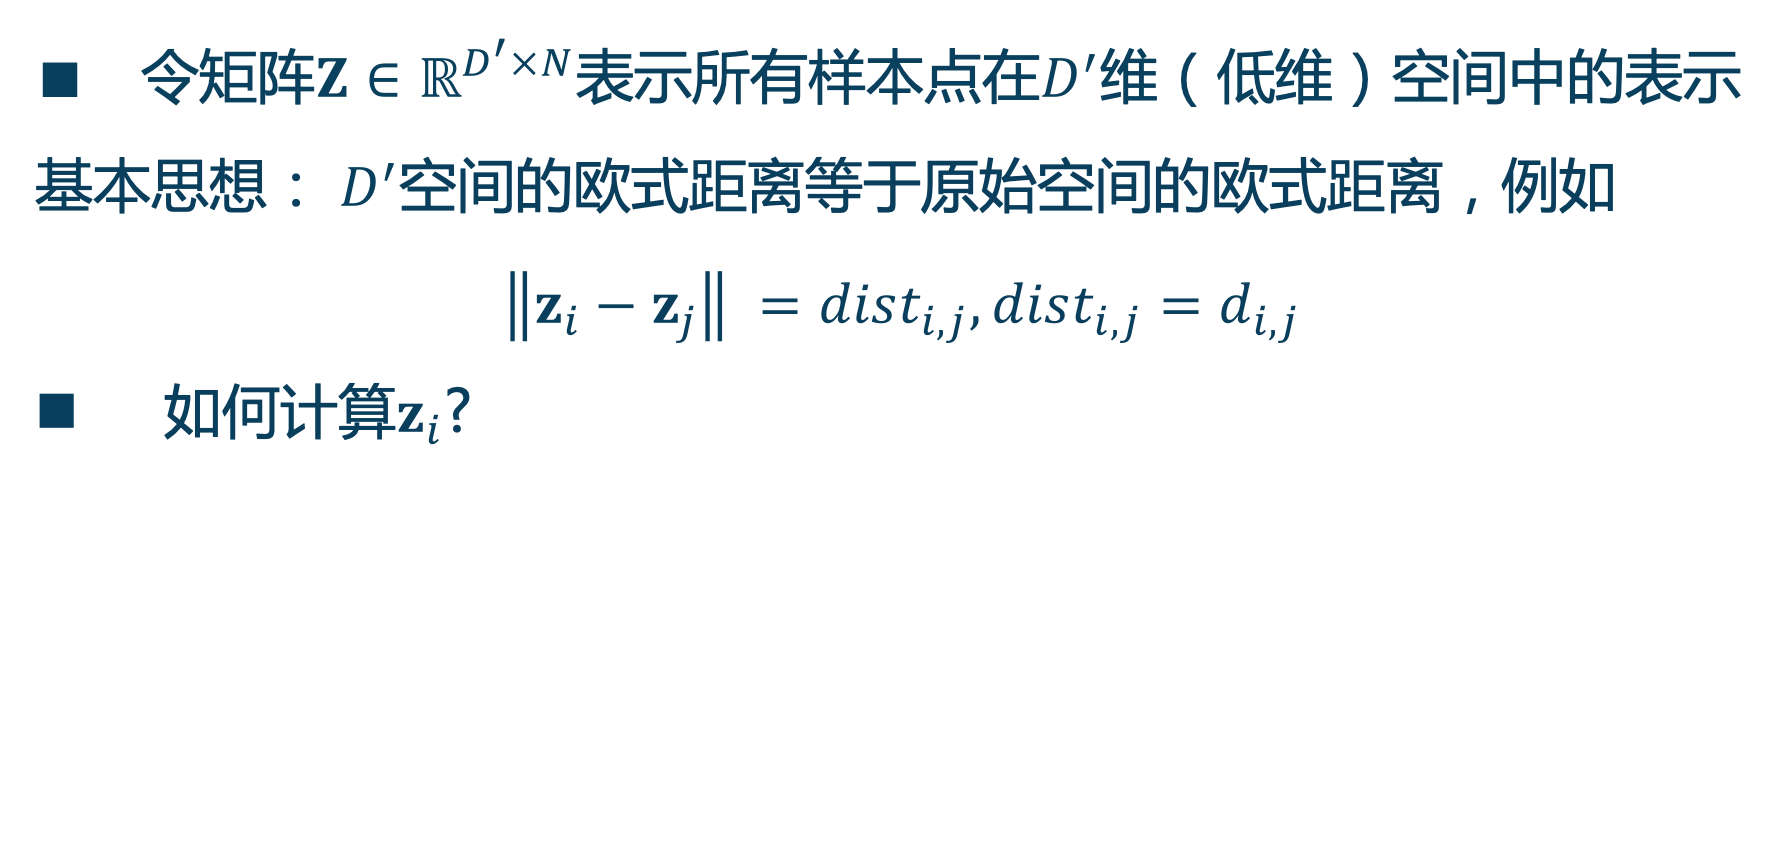 ■ 令矩阵𝐙 ∈ ℝ^{D′×N}表示所有样本点在D′维（低维）空间中的表示
基本思想： D′空间的欧式距离等于原始空间的欧式距离，例如
‖𝐳_i − 𝐳_j‖ = dist_{i,j}, dist_{i,j} = d_{i,j}
■ 如何计算𝐳_i?